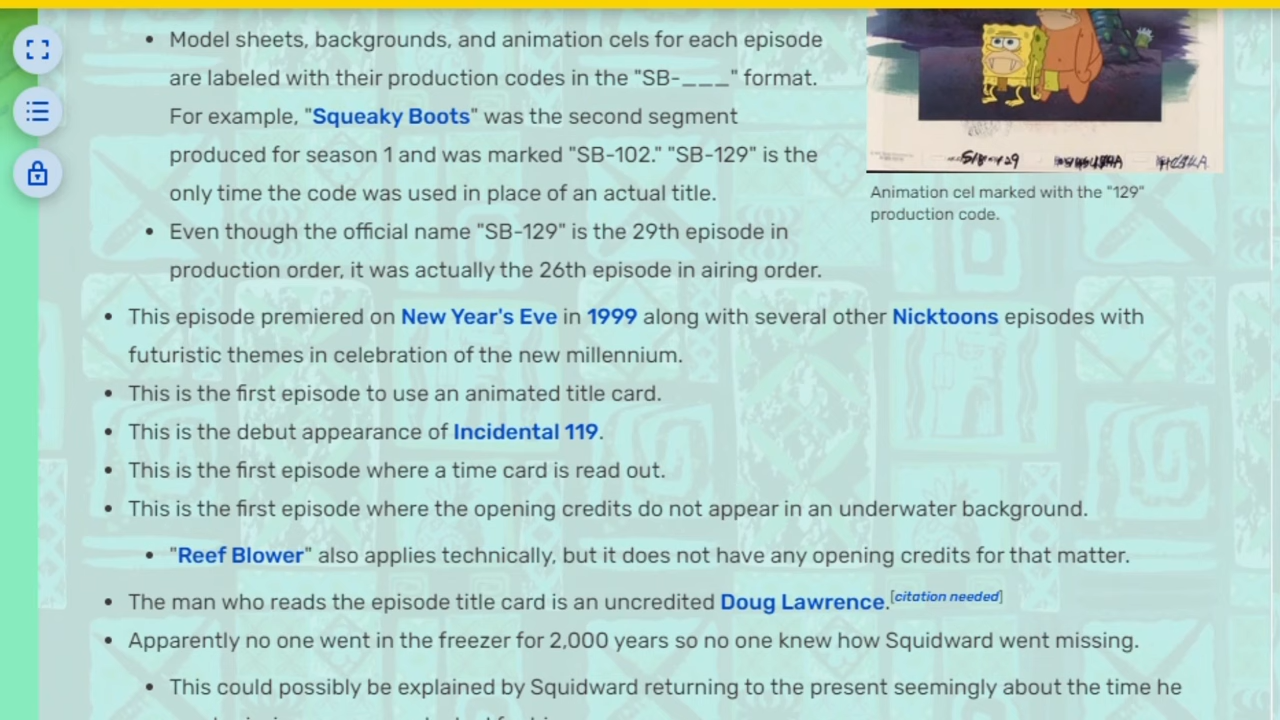 Model sheets, backgrounds, and animation cels for each episode
are labeled with their production codes in the "SB-___" format.
For example, "Squeaky Boots" was the second segment
produced for season 1 and was marked "SB-102." "SB-129" is the
only time the code was used in place of an actual title.
Even though the official name "SB-129" is the 29th episode in
production order, it was actually the 26th episode in airing order.
Animation cel marked with the "129"
production code.
This episode premiered on New Year's Eve in 1999 along with several other Nicktoons episodes with
futuristic themes in celebration of the new millennium.
This is the first episode to use an animated title card.
This is the debut appearance of Incidental 119.
This is the first episode where a time card is read out.
This is the first episode where the opening credits do not appear in an underwater background.
"Reef Blower" also applies technically, but it does not have any opening credits for that matter.
The man who reads the episode title card is an uncredited Doug Lawrence.[citation needed]
Apparently no one went in the freezer for 2,000 years so no one knew how Squidward went missing.
This could possibly be explained by Squidward returning to the present seemingly about the time he